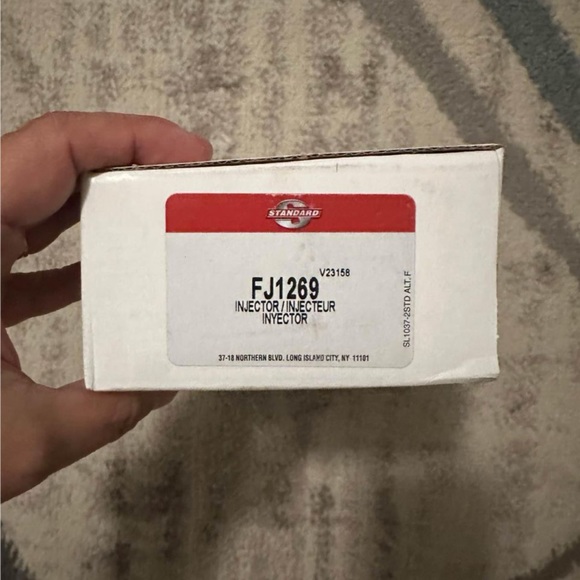 STANDARD
V23158
FJ1269
INJECTOR/INJECTEUR
INYECTOR
37-18 NORTHERN BLVD. LONG ISLAND CITY, NY 11101
SL1037-2STD ALT. F